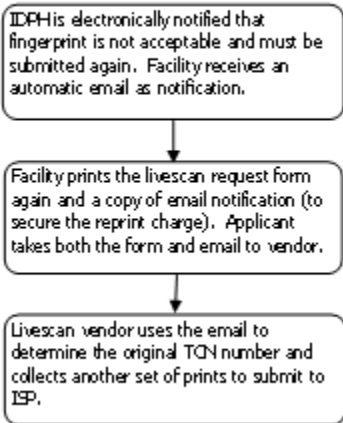 IDPH is electronically notified that
fingerprint is not acceptable and must be
submitted again.  Facility receives an
automatic email as notification.
Facility prints the livescan request form
again and a copy of email notification (to
secure the reprint charge).  Applicant
takes both the form and email to vendor.
Livescan vendor uses the email to
determine the original TCN number and
collects another set of prints to submit to
ISP.